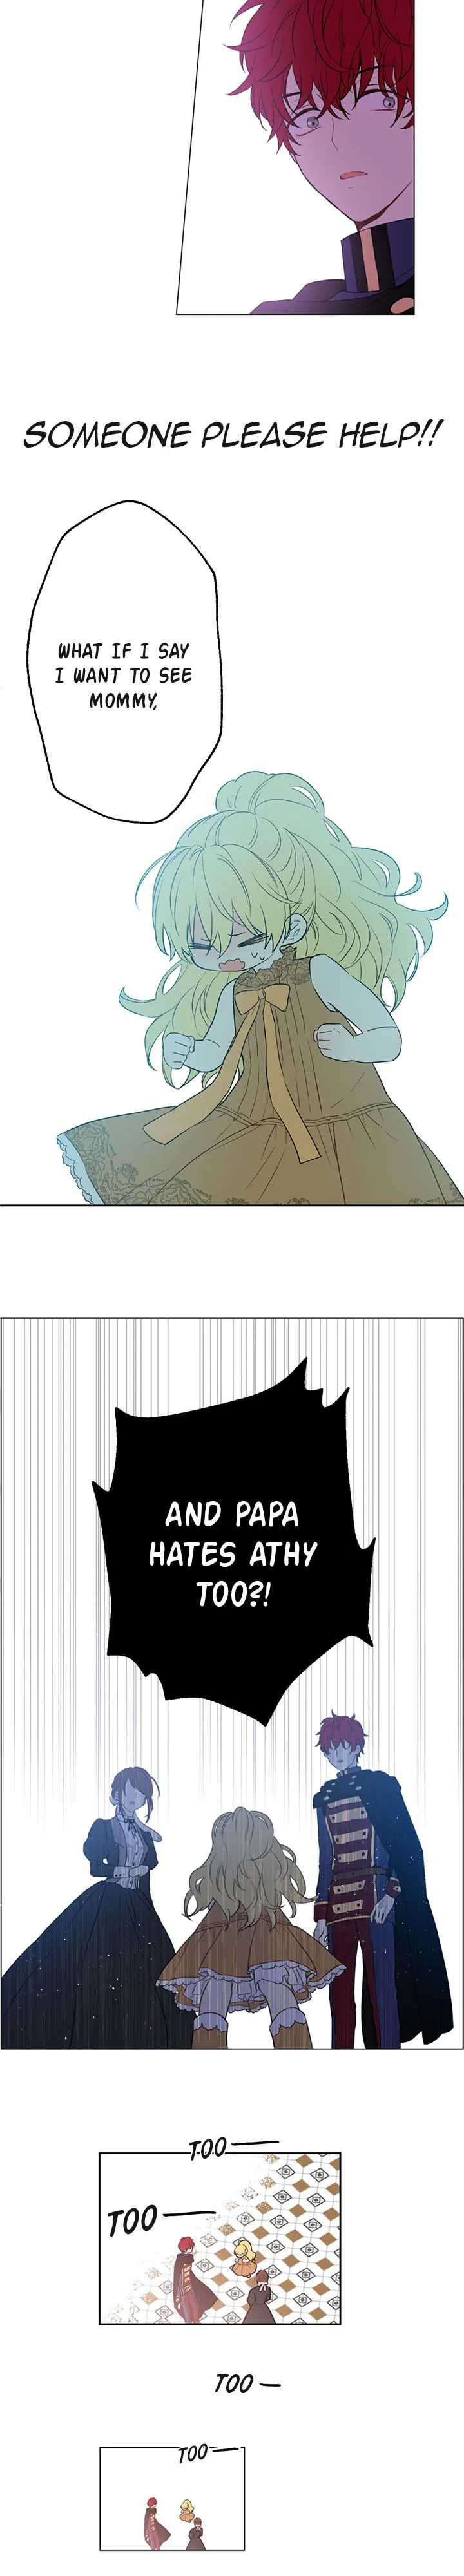 SOMEONE PLEASE HELP!!
WHAT IF I SAY
I WANT TO SEE
MOMMY,
AND PAPA
HATES ATHY
TOO?!
TOO—
TOO—
TOO—
TOO—